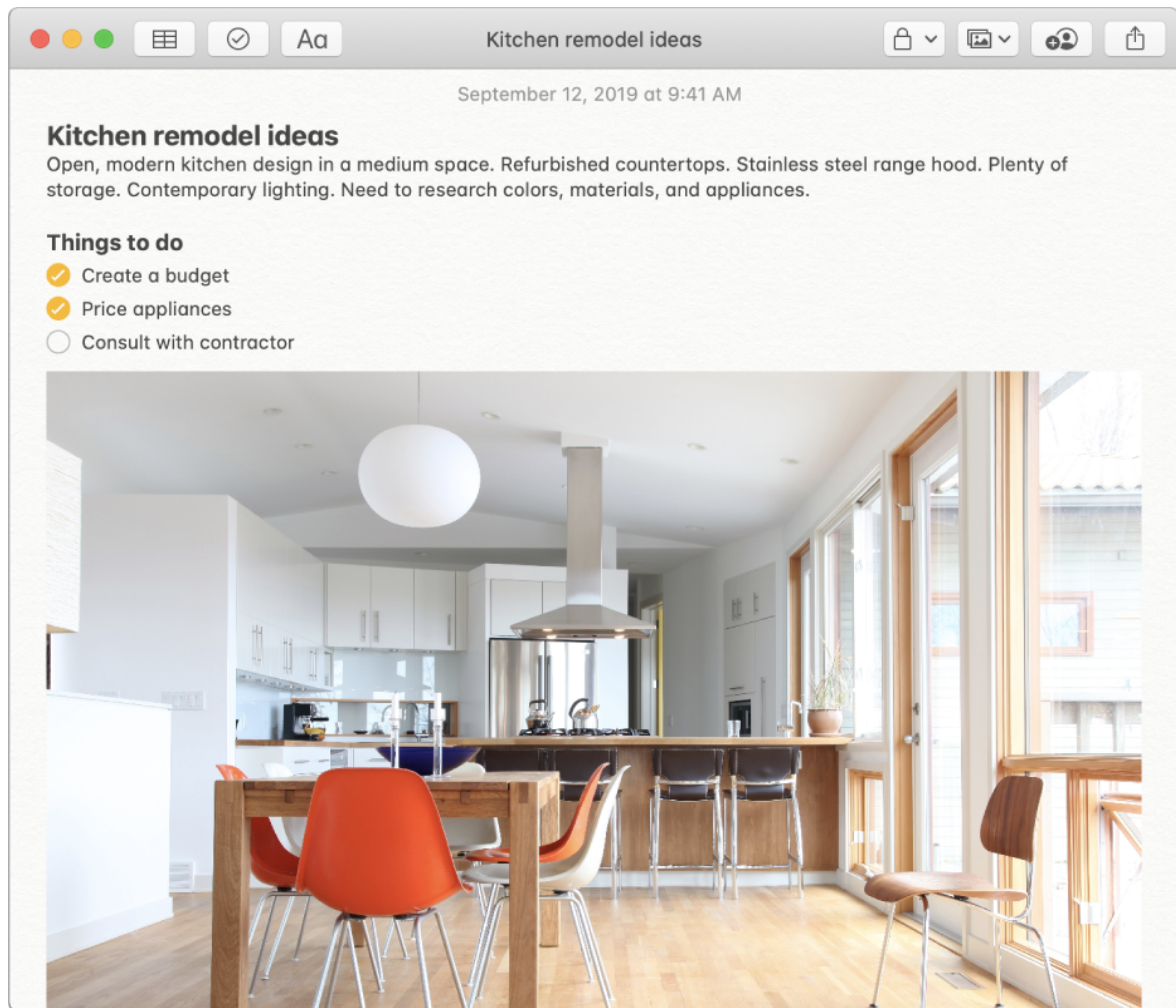 Aa
Kitchen remodel ideas
September 12, 2019 at 9:41 AM
Kitchen remodel ideas
Open, modern kitchen design in a medium space. Refurbished countertops. Stainless steel range hood. Plenty of
storage. Contemporary lighting. Need to research colors, materials, and appliances.
Things to do
Create a budget
Price appliances
Consult with contractor